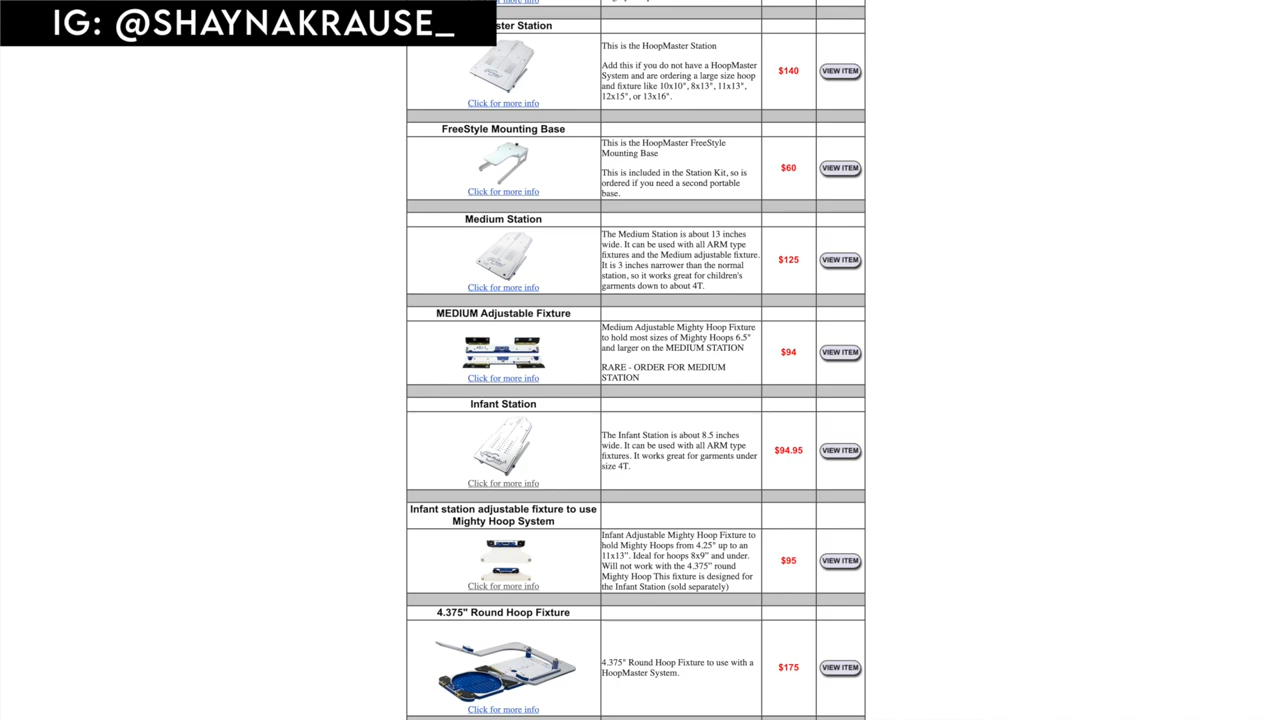 IG: @SHAYNAKRAUSE_
ster Station
This is the HoopMaster Station
Add this if you do not have a HoopMaster
System and are ordering a large size hoop
and fixture like 10x10", 8x13", 11x13",
12x15", or 13x16".
$140
VIEW ITEM
Click for more info
FreeStyle Mounting Base
This is the HoopMaster FreeStyle
Mounting Base
This is included in the Station Kit, so is
ordered if you need a second portable
base.
$60
VIEW ITEM
Click for more info
Medium Station
The Medium Station is about 13 inches
wide. It can be used with all ARM type
fixtures and the Medium adjustable fixture.
It is 3 inches narrower than the normal
station, so it works great for children's
garments down to about 4T.
$125
VIEW ITEM
Click for more info
MEDIUM Adjustable Fixture
Medium Adjustable Mighty Hoop Fixture
to hold most sizes of Mighty Hoops 6.5"
and larger on the MEDIUM STATION
RARE - ORDER FOR MEDIUM
STATION
$94
VIEW ITEM
Click for more info
Infant Station
The Infant Station is about 8.5 inches
wide. It can be used with all ARM type
fixtures. It works great for garments under
size 4T.
$94.95
VIEW ITEM
Click for more info
Infant station adjustable fixture to use
Mighty Hoop System
Infant Adjustable Mighty Hoop Fixture to
hold Mighty Hoops from 4.25" up to an
11x13". Ideal for hoops 8x9" and under.
Will not work with the 4.375" round
Mighty Hoop This fixture is designed for
the Infant Station (sold separately)
$95
VIEW ITEM
Click for more info
4.375" Round Hoop Fixture
4.375" Round Hoop Fixture to use with a
HoopMaster System.
$175
VIEW ITEM
Click for more info